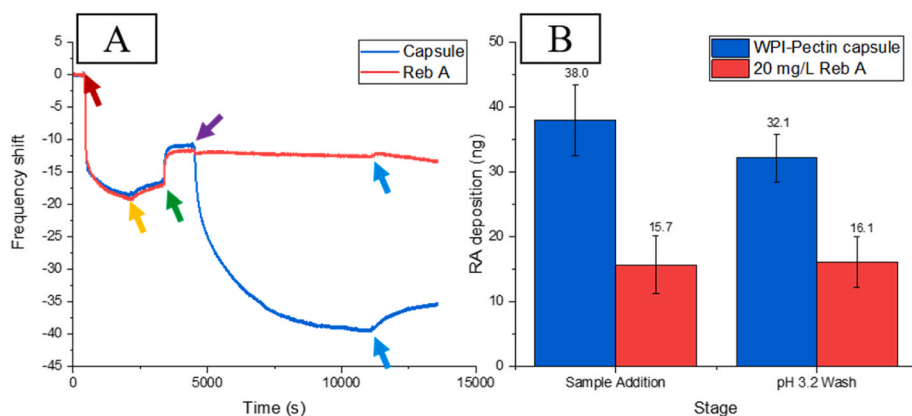 A
Capsule
Reb A
5
0
-5
-10
-15
-20
-25
-30
-35
-40
-45
0
5000
10000
15000
Frequency shift
Time (s)
B
WPI-Pectin capsule
20 mg/L Reb A
50
40
30
20
10
0
38.0
15.7
32.1
16.1
RA deposition (ng)
Sample Addition
pH 3.2 Wash
Stage